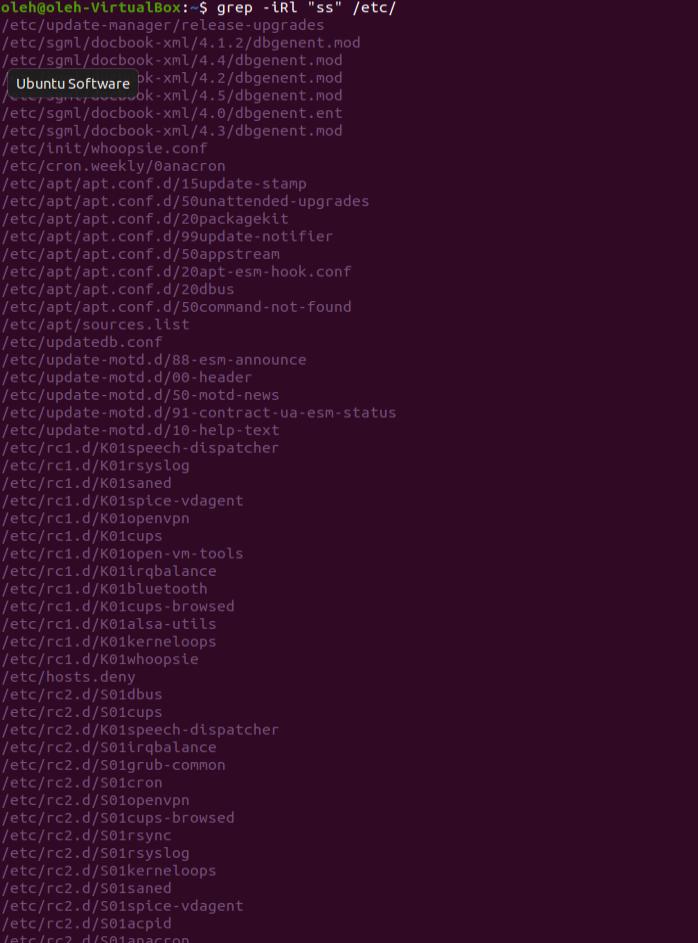 oleh@oleh-VirtualBox:~$ grep -iRl "ss" /etc/
/etc/update-manager/release-upgrades
/etc/sgml/docbook-xml/4.1.2/dbgenent.mod
/etc/sgml/docbook-xml/4.4/dbgenent.mod
Ubuntu Software
bk-xml/4.2/dbgenent.mod
/etc/sgml/docbook-xml/4.5/dbgenent.mod
/etc/sgml/docbook-xml/4.0/dbgenent.ent
/etc/sgml/docbook-xml/4.3/dbgenent.mod
/etc/init/whoopsie.conf
/etc/cron.weekly/0anacron
/etc/apt/apt.conf.d/15update-stamp
/etc/apt/apt.conf.d/50unattended-upgrades
/etc/apt/apt.conf.d/20packagekit
/etc/apt/apt.conf.d/99update-notifier
/etc/apt/apt.conf.d/50appstream
/etc/apt/apt.conf.d/20apt-esm-hook.conf
/etc/apt/apt.conf.d/20dbus
/etc/apt/apt.conf.d/50command-not-found
/etc/apt/sources.list
/etc/updatedb.conf
/etc/update-motd.d/88-esm-announce
/etc/update-motd.d/00-header
/etc/update-motd.d/50-motd-news
/etc/update-motd.d/91-contract-ua-esm-status
/etc/update-motd.d/10-help-text
/etc/rc1.d/K01speech-dispatcher
/etc/rc1.d/K01rsyslog
/etc/rc1.d/K01saned
/etc/rc1.d/K01spice-vdagent
/etc/rc1.d/K01openvpn
/etc/rc1.d/K01cups
/etc/rc1.d/K01open-vm-tools
/etc/rc1.d/K01irqbalance
/etc/rc1.d/K01bluetooth
/etc/rc1.d/K01cups-browsed
/etc/rc1.d/K01alsa-utils
/etc/rc1.d/K01kerneloops
/etc/rc1.d/K01whoopsie
/etc/hosts.deny
/etc/rc2.d/S01dbus
/etc/rc2.d/S01cups
/etc/rc2.d/K01speech-dispatcher
/etc/rc2.d/S01irqbalance
/etc/rc2.d/S01grub-common
/etc/rc2.d/S01cron
/etc/rc2.d/S01openvpn
/etc/rc2.d/S01cups-browsed
/etc/rc2.d/S01rsync
/etc/rc2.d/S01rsyslog
/etc/rc2.d/S01kerneloops
/etc/rc2.d/S01saned
/etc/rc2.d/S01spice-vdagent
/etc/rc2.d/S01acpid
/etc/rc2.d/S01anacron